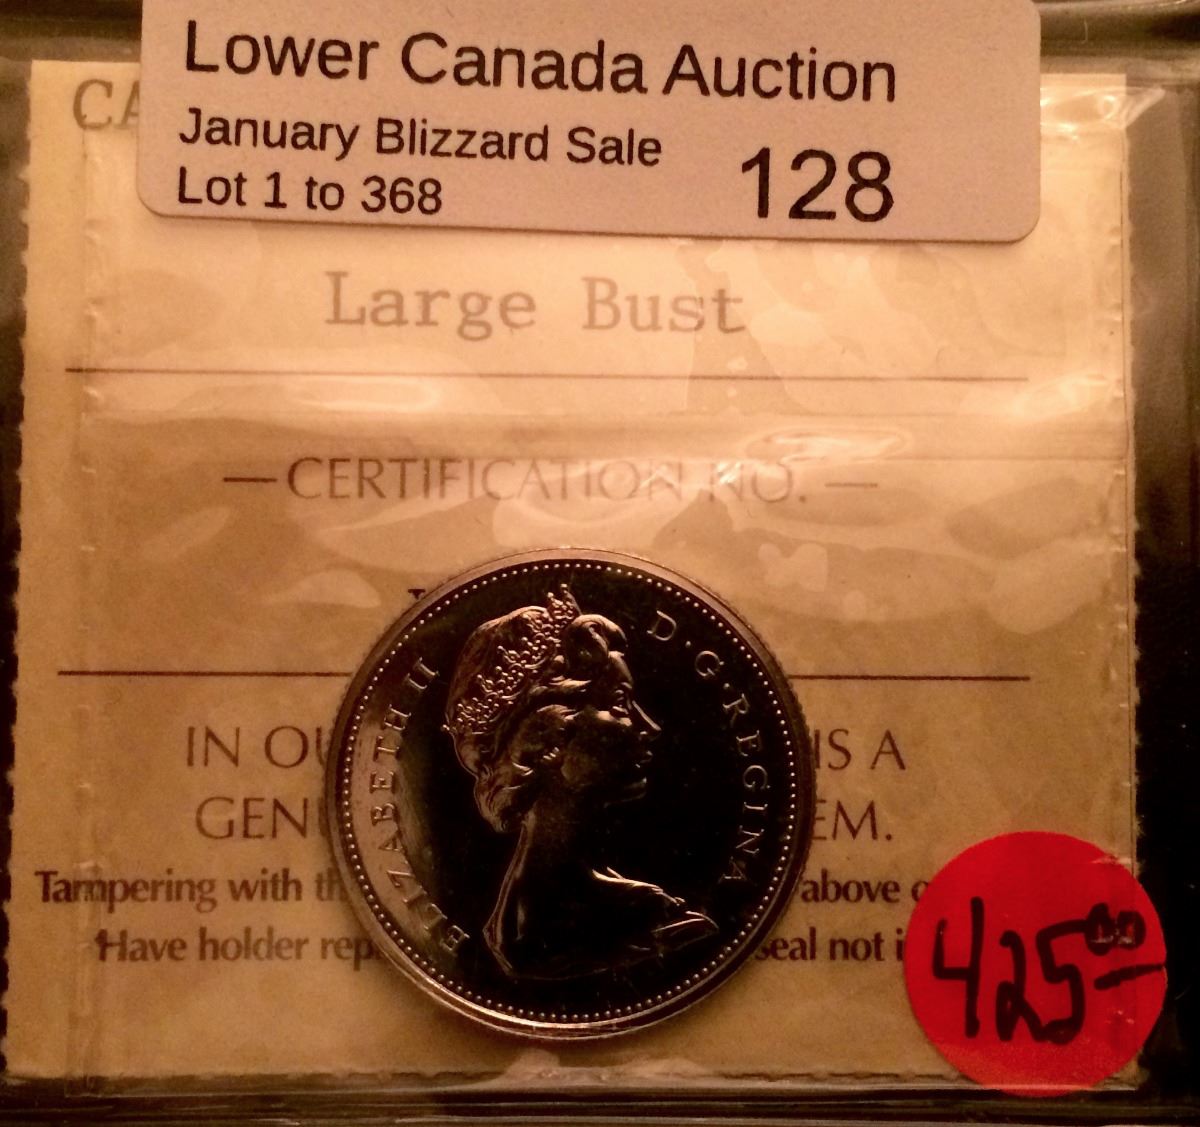 Lower Canada Auction
January Blizzard Sale
Lot 1 to 368
128
CA
Large Bust
— CERTIFICATION NO. —
ELIZABETH II D·G·REGINA
IN OU IS A
GEN EM.
Tampering with th above
Have holder rep seal not i
425.00